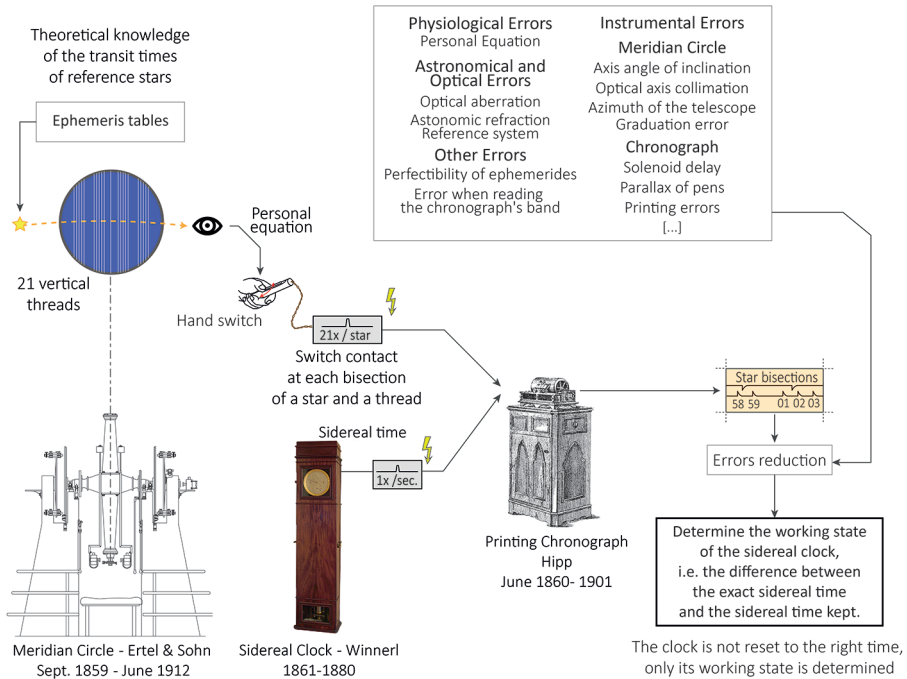 Theoretical knowledge
of the transit times
of reference stars
Ephemeris tables
21 vertical
threads
Personal
equation
Hand switch
21x / star
Switch contact
at each bisection
of a star and a thread
Sidereal time
1x /sec.
Physiological Errors
Personal Equation
Astronomical and
Optical Errors
Optical aberration
Astonomic refraction
Reference system
Other Errors
Perfectibility of ephemerides
Error when reading
the chronograph's band
Instrumental Errors
Meridian Circle
Axis angle of inclination
Optical axis collimation
Azimuth of the telescope
Graduation error
Chronograph
Solenoid delay
Parallax of pens
Printing errors
[...]
Star bisections
58 59 01 02 03
Errors reduction
Determine the working state
of the sidereal clock,
i.e. the difference between
the exact sidereal time
and the sidereal time kept.
The clock is not reset to the right time,
only its working state is determined
Printing Chronograph
Hipp
June 1860- 1901
Meridian Circle - Ertel & Sohn
Sept. 1859 - June 1912
Sidereal Clock - Winnerl
1861-1880